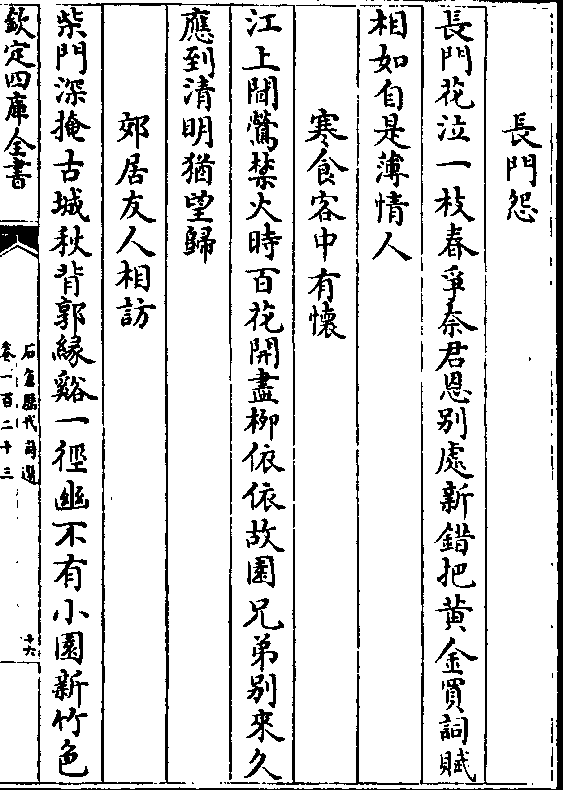 長門怨
長門花泣一枝春爭柰君恩別處新錯把黄金買詞賦
相如自是薄情人
寒食客中有懷
江上聞鶯禁火時百花開盡柳依依故園兄弟別來久
應到清明猶望歸
郊居友人相訪
柴門深掩古城秋背郭縁谿一徑幽不有小園新竹色
欽定四庫全書
石倉歷代詩選
卷一百二十三
十六